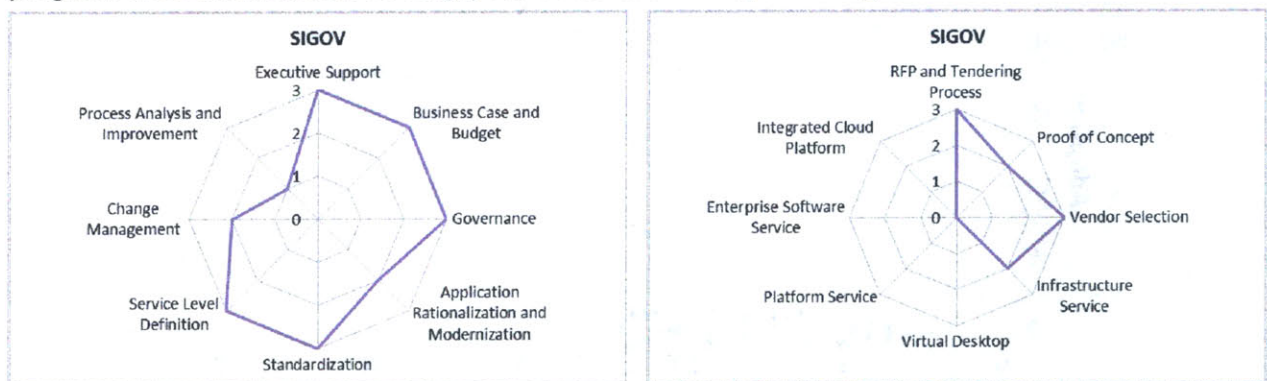 SIGOV
Executive Support
3
Process Analysis and
Improvement
Business Case and
Budget
2
1
Change
Management
0
Governance
Service Level
Definition
Application
Rationalization and
Modernization
Standardization
SIGOV
RFP and Tendering
Process
3
Integrated Cloud
Platform
Proof of Concept
2
1
Enterprise Software
Service
0
Vendor Selection
Platform Service
Infrastructure
Service
Virtual Desktop